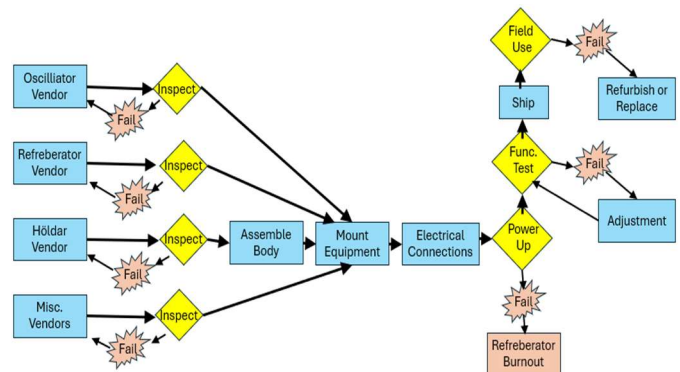 Oscilliator
Vendor
Inspect
Fail
Refreberator
Vendor
Inspect
Fail
Höldar
Vendor
Inspect
Fail
Misc.
Vendors
Inspect
Fail
Assemble
Body
Mount
Equipment
Electrical
Connections
Power
Up
Fail
Refreberator
Burnout
Func.
Test
Fail
Adjustment
Ship
Field
Use
Fail
Refurbish or
Replace